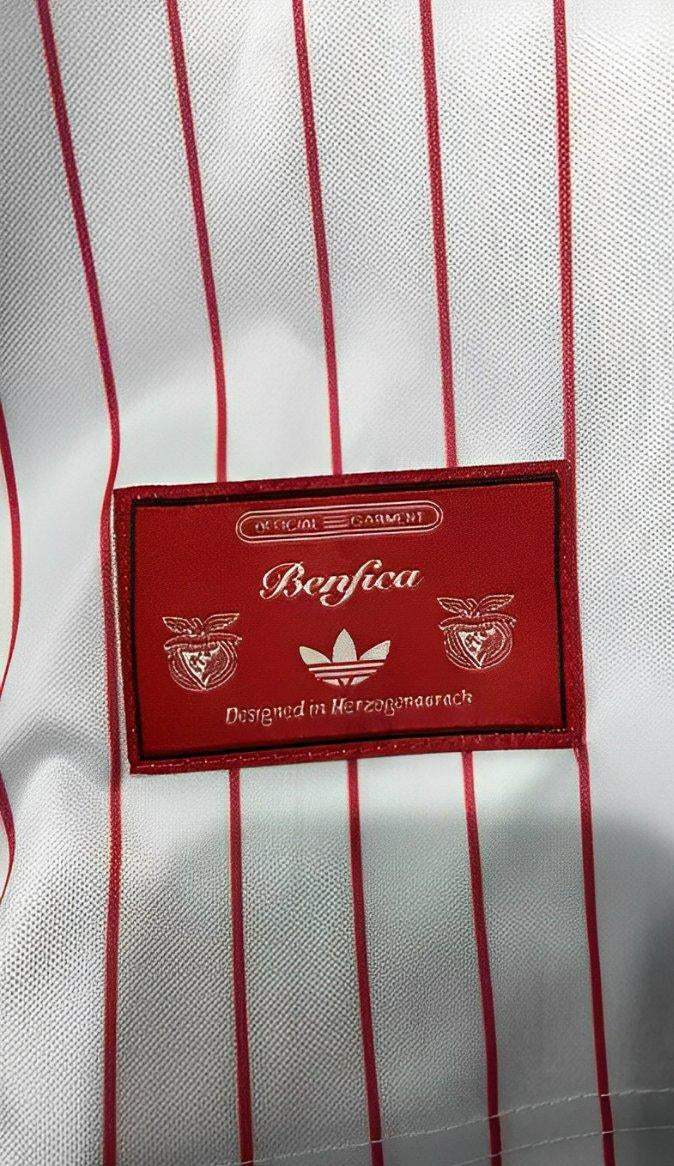 OFFICIAL GARMENT
Benfica
Designed in Herzogenaurach